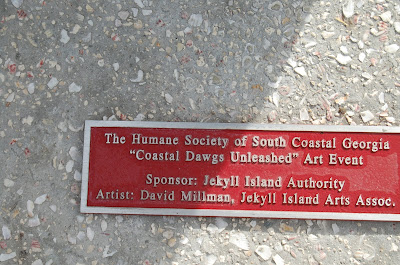 The Humane Society of South Coastal Georgia
"Coastal Dawgs Unleashed" Art Event
Sponsor: Jekyll Island Authority
Artist: David Millman, Jekyll Island Arts Assoc.